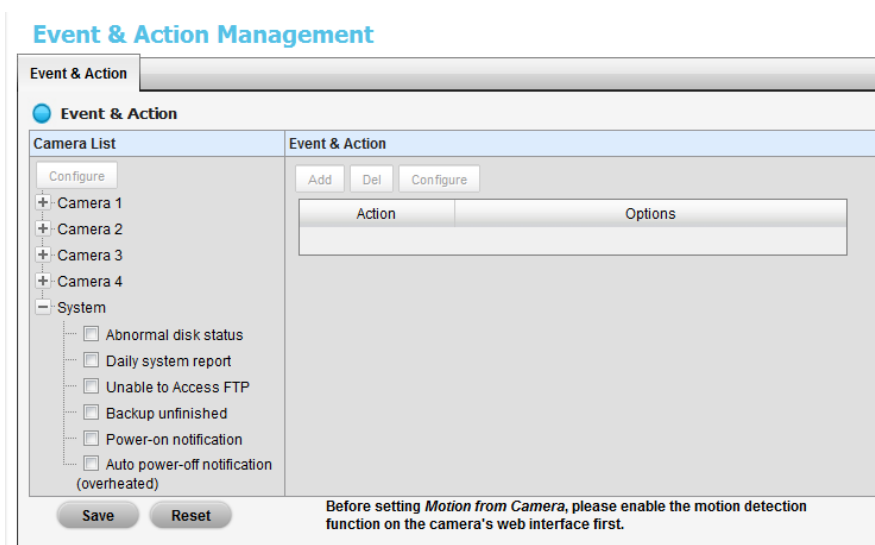 Event & Action Management
Event & Action
Event & Action
Camera List
Event & Action
Configure
Camera 1
Camera 2
Camera 3
Camera 4
System
Abnormal disk status
Daily system report
Unable to Access FTP
Backup unfinished
Power-on notification
Auto power-off notification
(overheated)
Add Del Configure
Action Options
Save Reset
Before setting Motion from Camera, please enable the motion detection
function on the camera's web interface first.